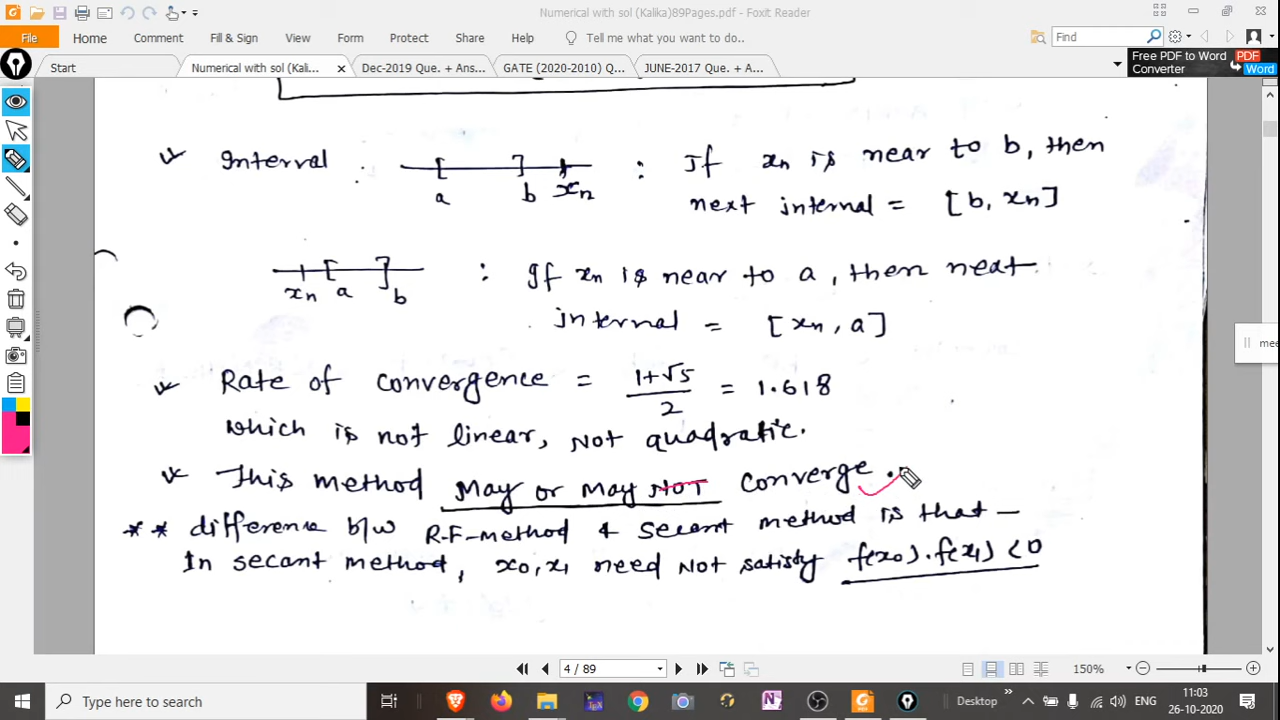 Numerical with sol (Kalika)89Pages.pdf - Foxit Reader
File Home Comment Fill & Sign View Form Protect Share Help Tell me what you want to do.. Find
Start Numerical with sol (Kali... Dec-2019 Que. + Ans... GATE (2020-2010) Q... JUNE-2017 Que. + A...
Free PDF to Word Converter
PDF
Word
Interval a b xn : If xn is near to b, then
next internal = [b, xn]
xn a b : If xn is near to a, then next
internal = [xn, a]
Rate of convergence = 1+√5/2 = 1.618
which is not linear, Not quadratic.
This method May or may NOT converge.
** difference b/w R.F-method & secant method is that —
In secant method, x0, x1 need Not satisfy f(x0).f(x1) <0
mee
4 / 89 150%
Type here to search Desktop ENG 11:03
26-10-2020